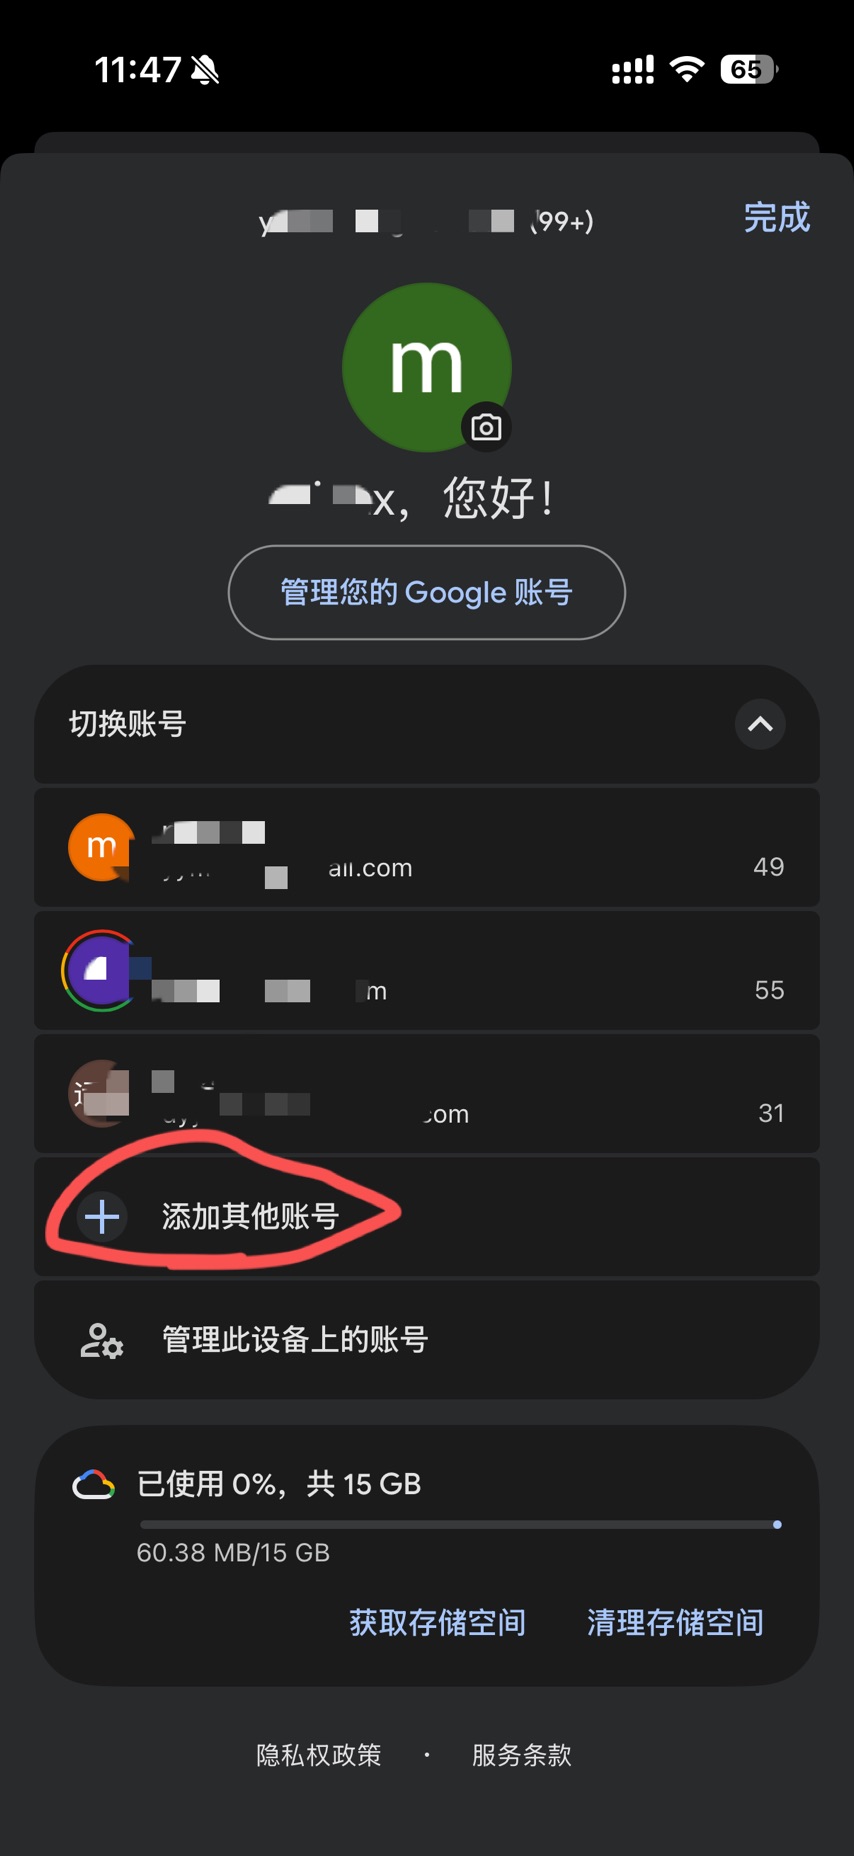 11:47
65
(99+)
完成
m
x，您好！
管理您的 Google 账号
切换账号
m
ail.com
49
m
55
com
31
添加其他账号
管理此设备上的账号
已使用 0%，共 15 GB
60.38 MB/15 GB
获取存储空间
清理存储空间
隐私权政策 · 服务条款